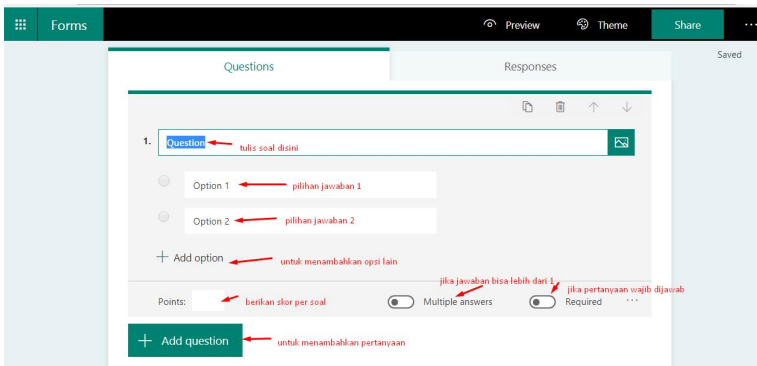 Forms Preview Theme Share ...
Saved
Questions Responses
1. Question tulis soal disini
Option 1 pilihan jawaban 1
Option 2 pilihan jawaban 2
+ Add option untuk menambahkan opsi lain
jika jawaban bisa lebih dari 1
jika pertanyaan wajib dijawab
Points: berikan skor per soal Multiple answers Required ...
+ Add question untuk menambahkan pertanyaan